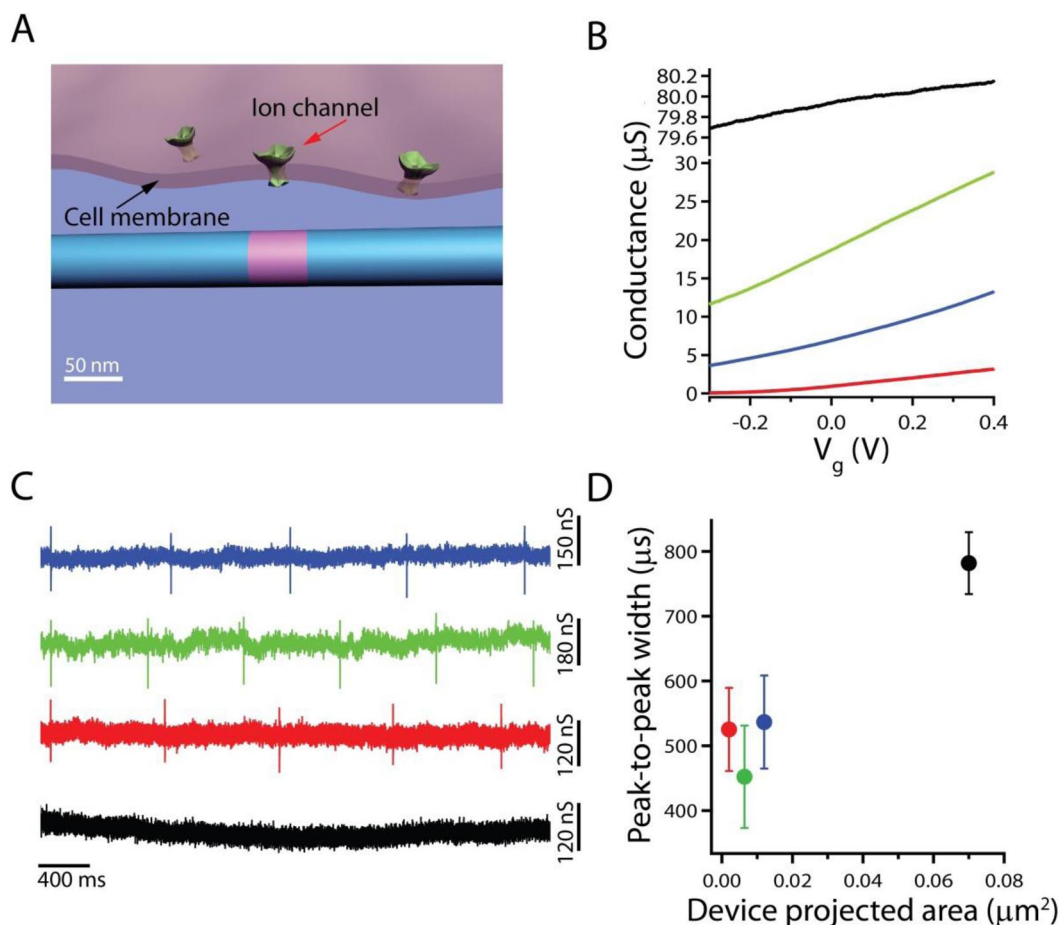 A
Ion channel
Cell membrane
50 nm
B
80.2
80.0
79.8
79.6
30
25
20
15
10
5
0
Conductance (μS)
-0.2
0.0
0.2
0.4
Vg (V)
C
150 nS
180 nS
120 nS
120 nS
400 ms
D
800
700
600
500
400
Peak-to-peak width (μs)
0.00
0.02
0.04
0.06
0.08
Device projected area (μm²)